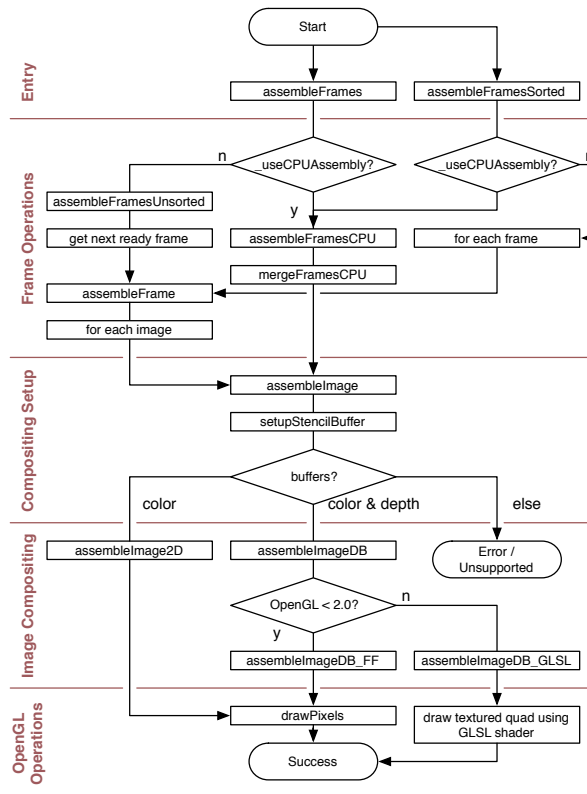 Start
Entry
assembleFrames
assembleFramesSorted
Frame Operations
n
_useCPUAssembly?
_useCPUAssembly?
n
assembleFramesUnsorted
y
get next ready frame
assembleFramesCPU
for each frame
mergeFramesCPU
assembleFrame
for each image
Compositing Setup
assembleImage
setupStencilBuffer
buffers?
color
color & depth
else
Image Compositing
assembleImage2D
assembleImageDB
Error /
Unsupported
OpenGL < 2.0?
n
y
assembleImageDB_FF
assembleImageDB_GLSL
OpenGL
Operations
drawPixels
draw textured quad using
GLSL shader
Success